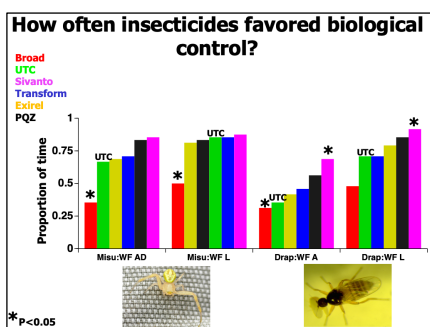 How often insecticides favored biological
control?
Broad
UTC
Sivanto
Transform
Exirel
PQZ
Proportion of time
1
0.75
0.5
0.25
0
*
UTC
*
UTC
*
UTC
*
UTC
*
Misu:WF AD
Misu:WF L
Drap:WF A
Drap:WF L
*P<0.05